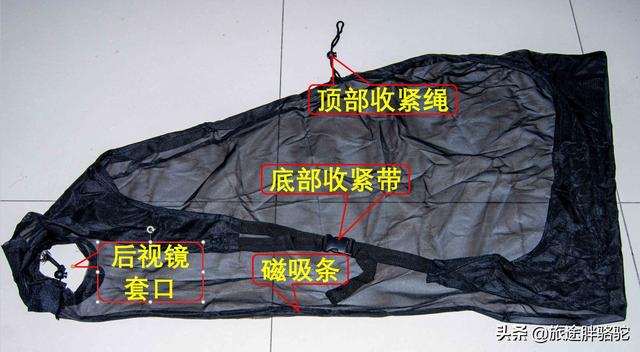 顶部收紧绳
底部收紧带
后视镜
套口
磁吸条
头条 @旅途胖骆驼